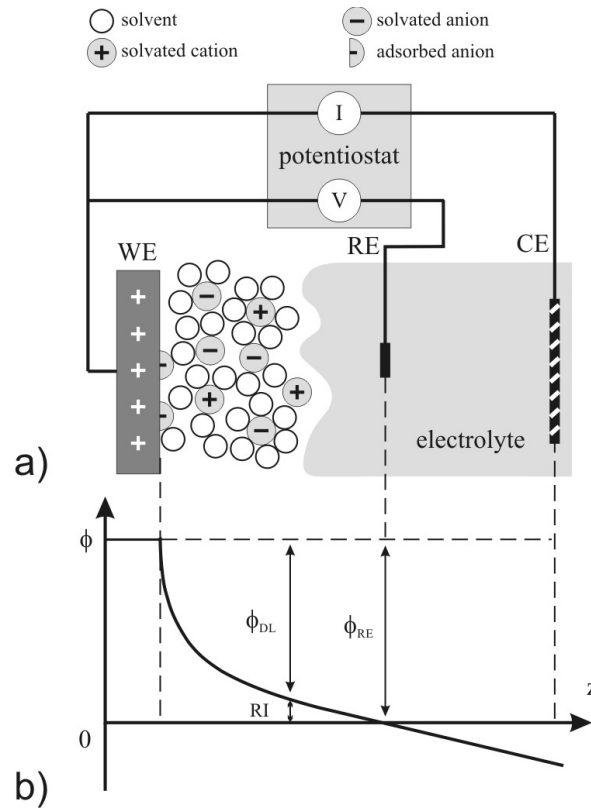 solvent
− solvated anion
+ solvated cation
- adsorbed anion
I
potentiostat
V
WE
RE
CE
+
+
+
+
+
−
+
−
−
-
-
+
+
−
electrolyte
a)
ϕ
ϕDL
ϕRE
RI
z
0
b)